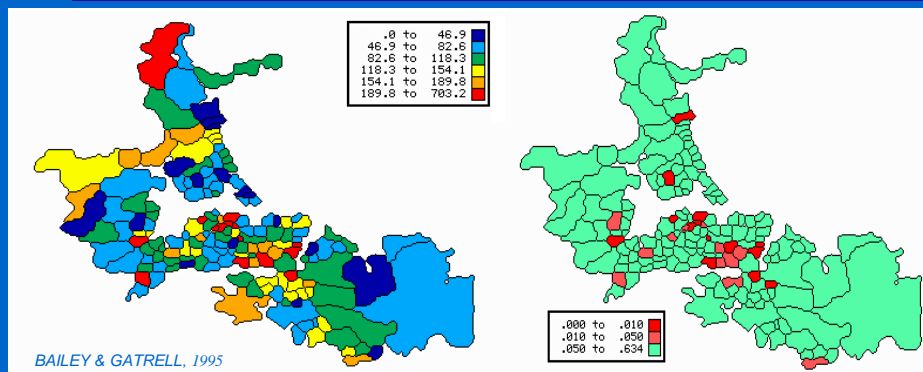 .0 to 46.9
46.9 to 82.6
82.6 to 118.3
118.3 to 154.1
154.1 to 189.8
189.8 to 703.2
.000 to .010
.010 to .050
.050 to .634
BAILEY & GATRELL, 1995